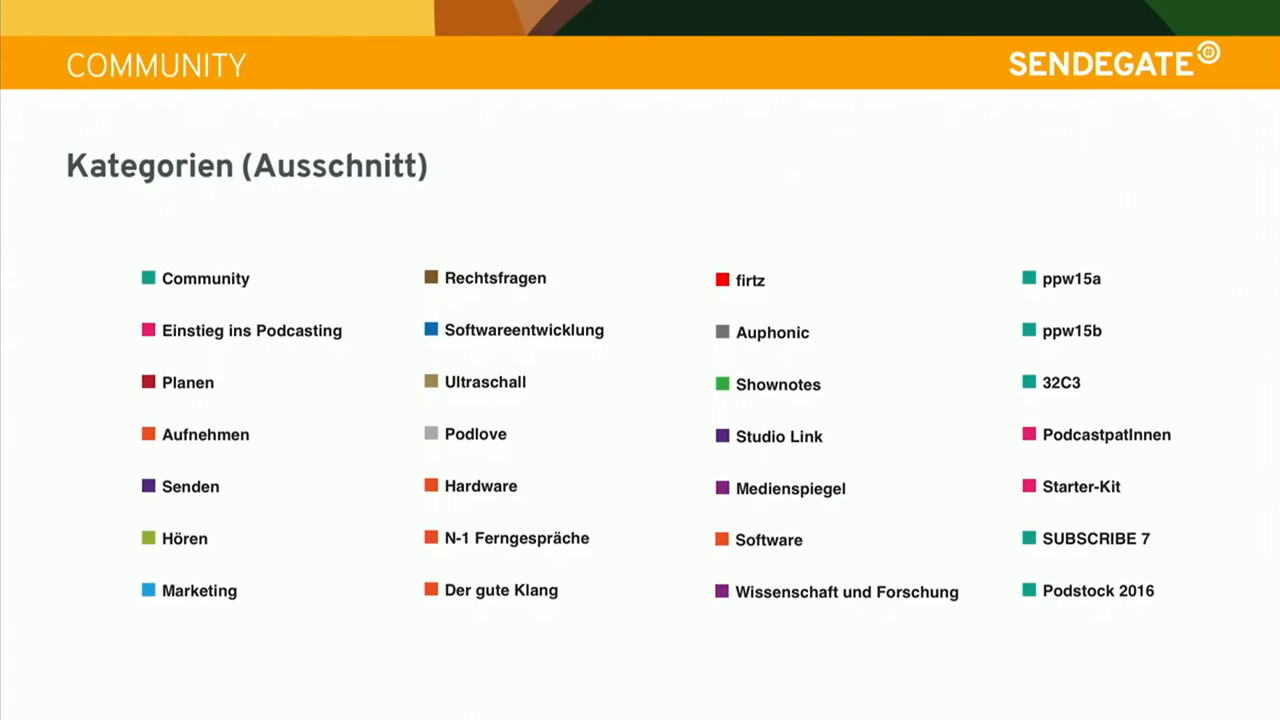 COMMUNITY
SENDEGATE #
Kategorien (Ausschnitt)
Community
Einstieg ins Podcasting
Planen
Aufnehmen
Senden
Hören
Marketing
Rechtsfragen
Softwareentwicklung
Ultraschall
Podlove
Hardware
N-1 Ferngespräche
Der gute Klang
firtz
Auphonic
Shownotes
Studio Link
Medienspiegel
Software
Wissenschaft und Forschung
ppw15a
ppw15b
32C3
PodcastpatInnen
Starter-Kit
SUBSCRIBE 7
Podstock 2016